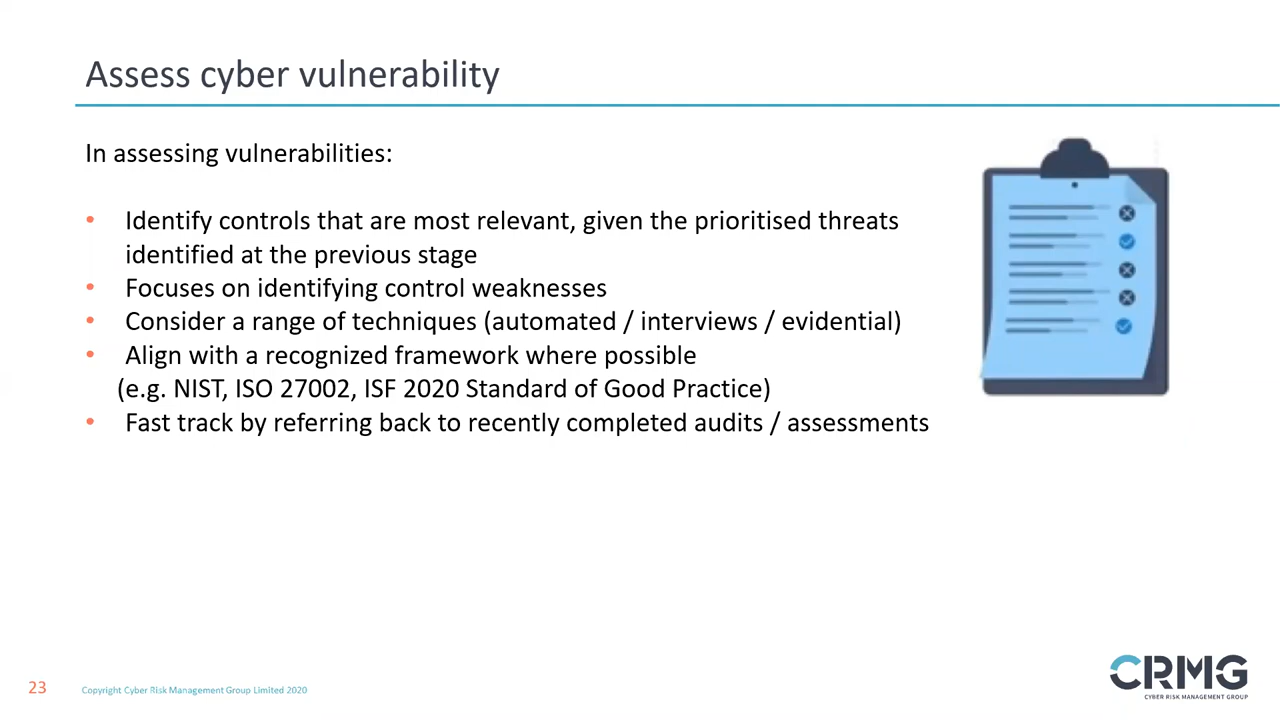 Assess cyber vulnerability
In assessing vulnerabilities:
• Identify controls that are most relevant, given the prioritised threats
identified at the previous stage
• Focuses on identifying control weaknesses
• Consider a range of techniques (automated / interviews / evidential)
• Align with a recognized framework where possible
(e.g. NIST, ISO 27002, ISF 2020 Standard of Good Practice)
• Fast track by referring back to recently completed audits / assessments
23
Copyright Cyber Risk Management Group Limited 2020
CRMG
CYBER RISK MANAGEMENT GROUP